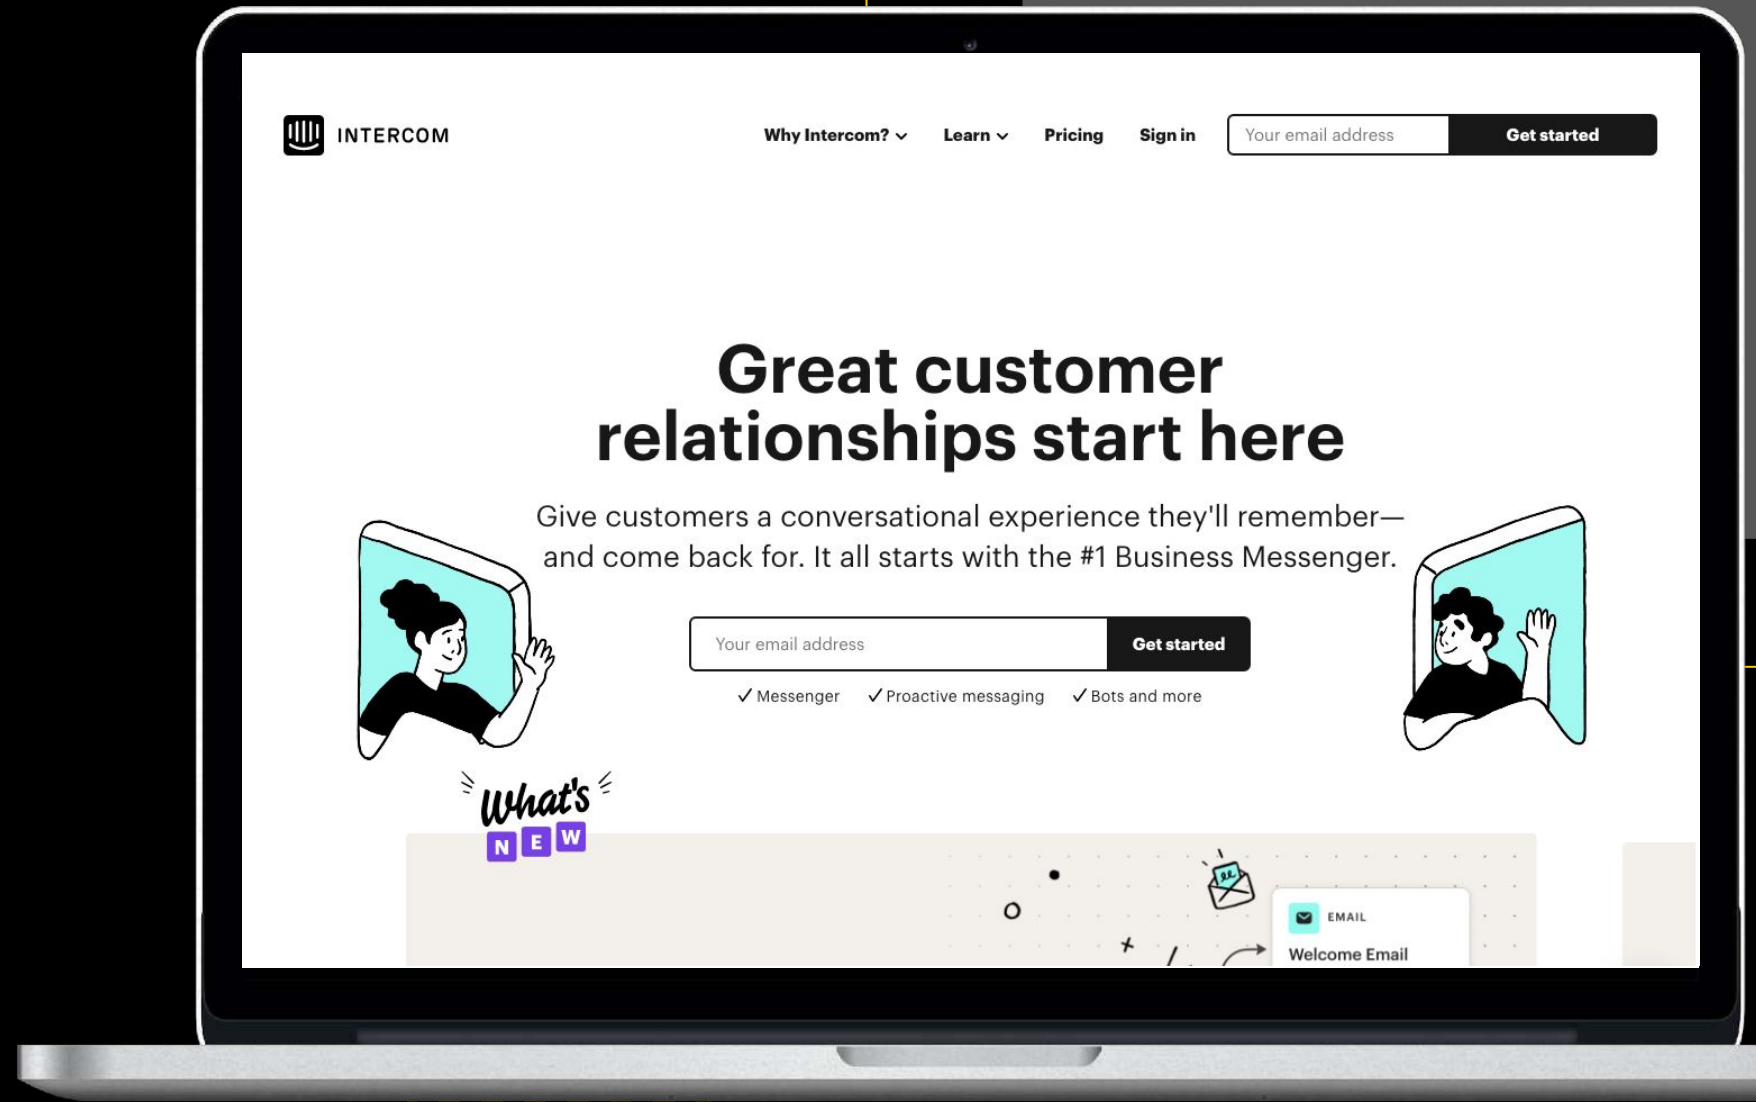 INTERCOM
Why Intercom? Learn Pricing Sign in Your email address Get started
Great customer
relationships start here
Give customers a conversational experience they'll remember—
and come back for. It all starts with the #1 Business Messenger.
Your email address Get started
✓ Messenger ✓ Proactive messaging ✓ Bots and more
What's
NEW
EMAIL
Welcome Email